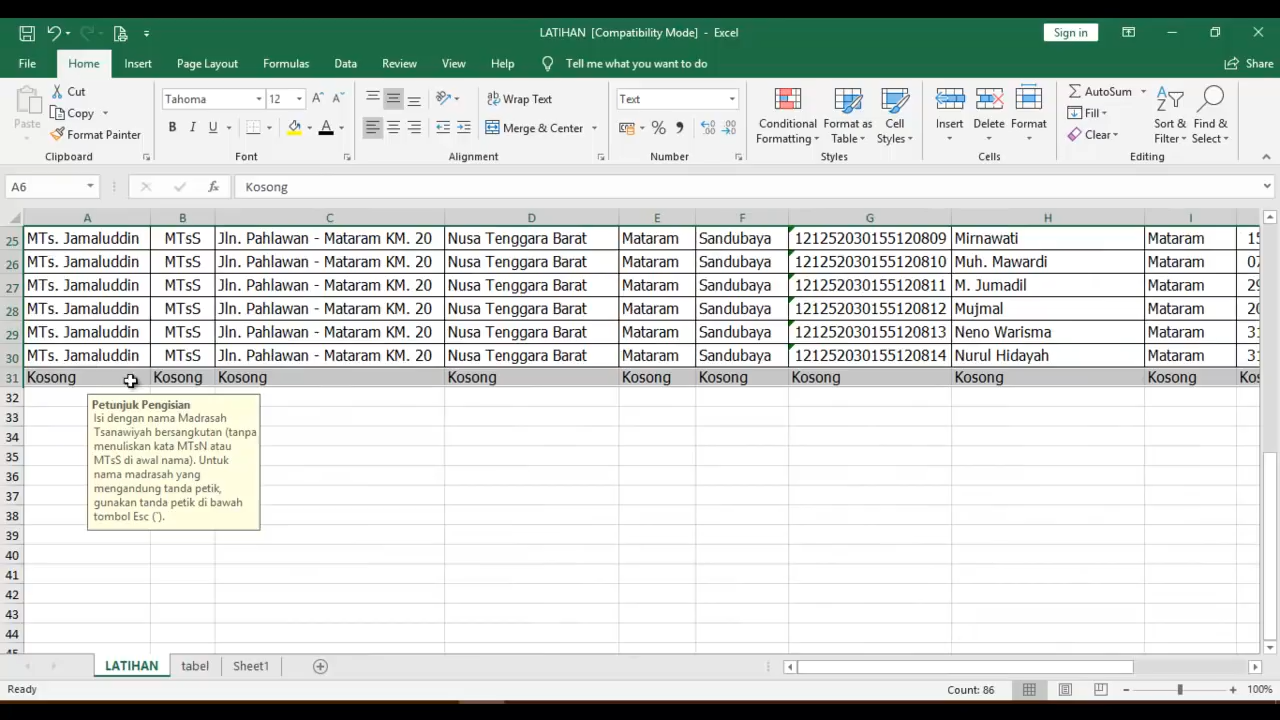 LATIHAN [Compatibility Mode] - Excel
Sign in
File Home Insert Page Layout Formulas Data Review View Help Tell me what you want to do Share
Paste
Cut
Copy
Format Painter
Clipboard
Tahoma 12
B I U
Font
Wrap Text
Merge & Center
Alignment
Text
Number
Conditional Formatting
Format as Table
Cell Styles
Styles
Insert
Delete
Format
Cells
AutoSum
Fill
Clear
Sort & Filter
Find & Select
Editing
A6 fx Kosong
A B C D E F G H I
25 MTs. Jamaluddin MTsS Jln. Pahlawan - Mataram KM. 20 Nusa Tenggara Barat Mataram Sandubaya 121252030155120809 Mirnawati Mataram 15
26 MTs. Jamaluddin MTsS Jln. Pahlawan - Mataram KM. 20 Nusa Tenggara Barat Mataram Sandubaya 121252030155120810 Muh. Mawardi Mataram 07
27 MTs. Jamaluddin MTsS Jln. Pahlawan - Mataram KM. 20 Nusa Tenggara Barat Mataram Sandubaya 121252030155120811 M. Jumadil Mataram 29
28 MTs. Jamaluddin MTsS Jln. Pahlawan - Mataram KM. 20 Nusa Tenggara Barat Mataram Sandubaya 121252030155120812 Mujmal Mataram 20
29 MTs. Jamaluddin MTsS Jln. Pahlawan - Mataram KM. 20 Nusa Tenggara Barat Mataram Sandubaya 121252030155120813 Neno Warisma Mataram 31
30 MTs. Jamaluddin MTsS Jln. Pahlawan - Mataram KM. 20 Nusa Tenggara Barat Mataram Sandubaya 121252030155120814 Nurul Hidayah Mataram 31
31 Kosong Kosong Kosong Kosong Kosong Kosong Kosong Kosong Kosong Kos
32
33
34
35
36
37
38
39
40
41
42
43
44
45
Petunjuk Pengisian
Isi dengan nama Madrasah
Tsanawiyah bersangkutan (tanpa
menuliskan kata MTsN atau
MTsS di awal nama). Untuk
nama madrasah yang
mengandung tanda petik,
gunakan tanda petik di bawah
tombol Esc (`).
LATIHAN tabel Sheet1
Ready Count: 86 100%